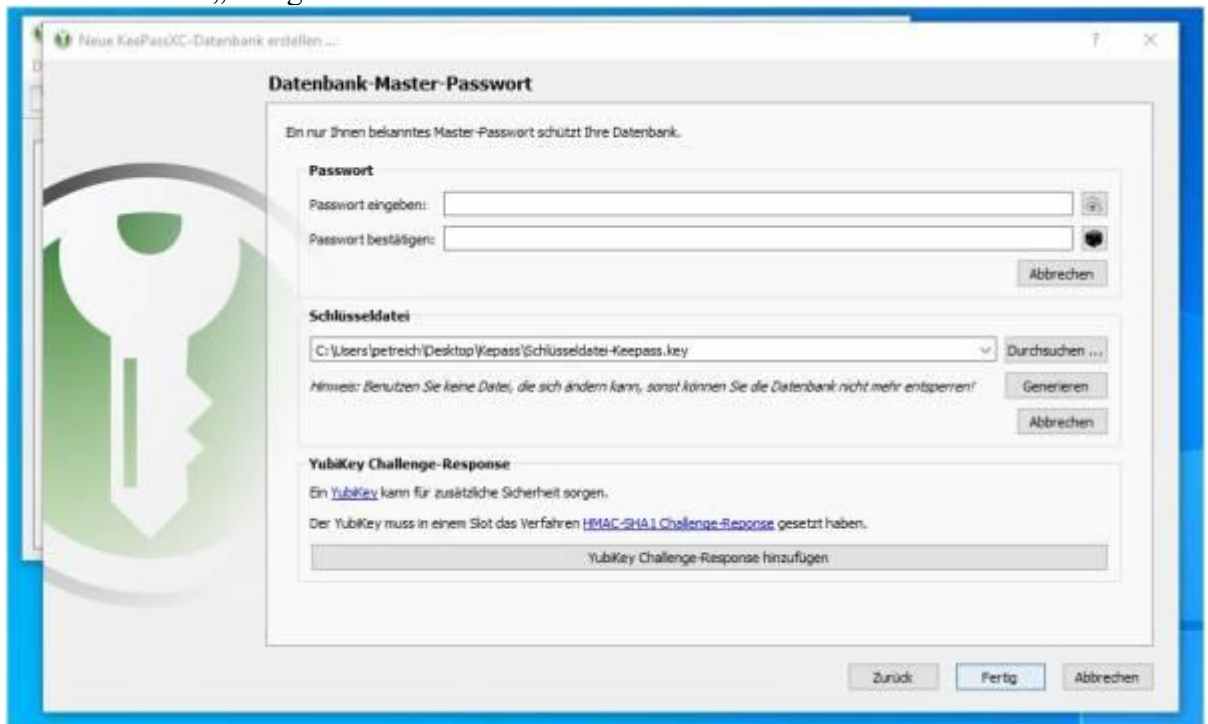 Neue KeePassXC-Datenbank erstellen ...
Datenbank-Master-Passwort
Ein nur Ihnen bekanntes Master-Passwort schützt Ihre Datenbank.
Passwort
Passwort eingeben:
Passwort bestätigen:
Abbrechen
Schlüsseldatei
C:\Users\petreich\Desktop\Kepass\Schlüsseldatei-Keepass.key
Durchsuchen ...
Hinweis: Benutzen Sie keine Datei, die sich ändern kann, sonst können Sie die Datenbank nicht mehr entsperren!
Generieren
Abbrechen
YubiKey Challenge-Response
Ein YubiKey kann für zusätzliche Sicherheit sorgen.
Der YubiKey muss in einem Slot das Verfahren HMAC-SHA1 Challenge-Reponse gesetzt haben.
YubiKey Challenge-Response hinzufügen
Zurück Fertig Abbrechen